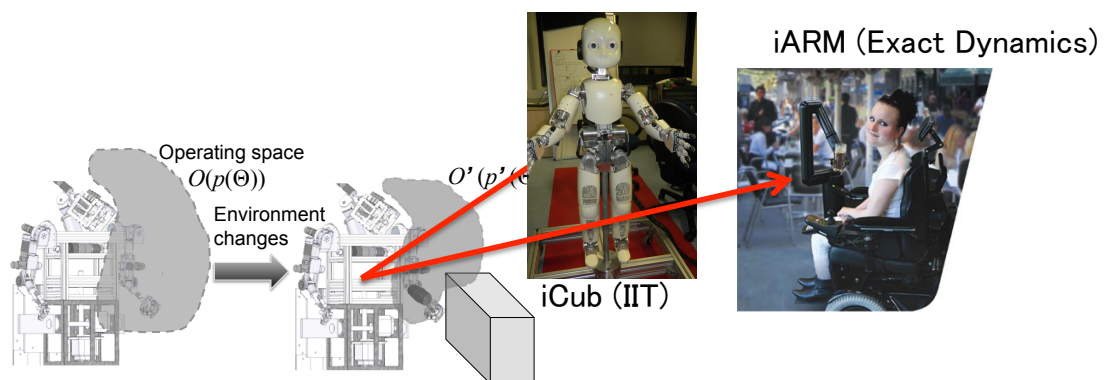 iARM (Exact Dynamics)
Operating space
O(p(Θ))
O'(p'(Θ
Environment
changes
iCub (IIT)